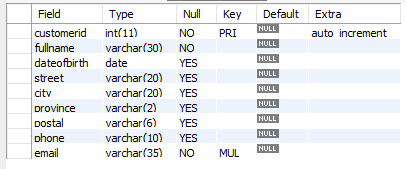 Field Type Null Key Default Extra
customerid int(11) NO PRI NULL auto_increment
fullname varchar(30) NO NULL
dateofbirth date YES NULL
street varchar(20) YES NULL
city varchar(20) YES NULL
province varchar(2) YES NULL
postal varchar(6) YES NULL
phone varchar(10) YES NULL
email varchar(35) NO MUL NULL